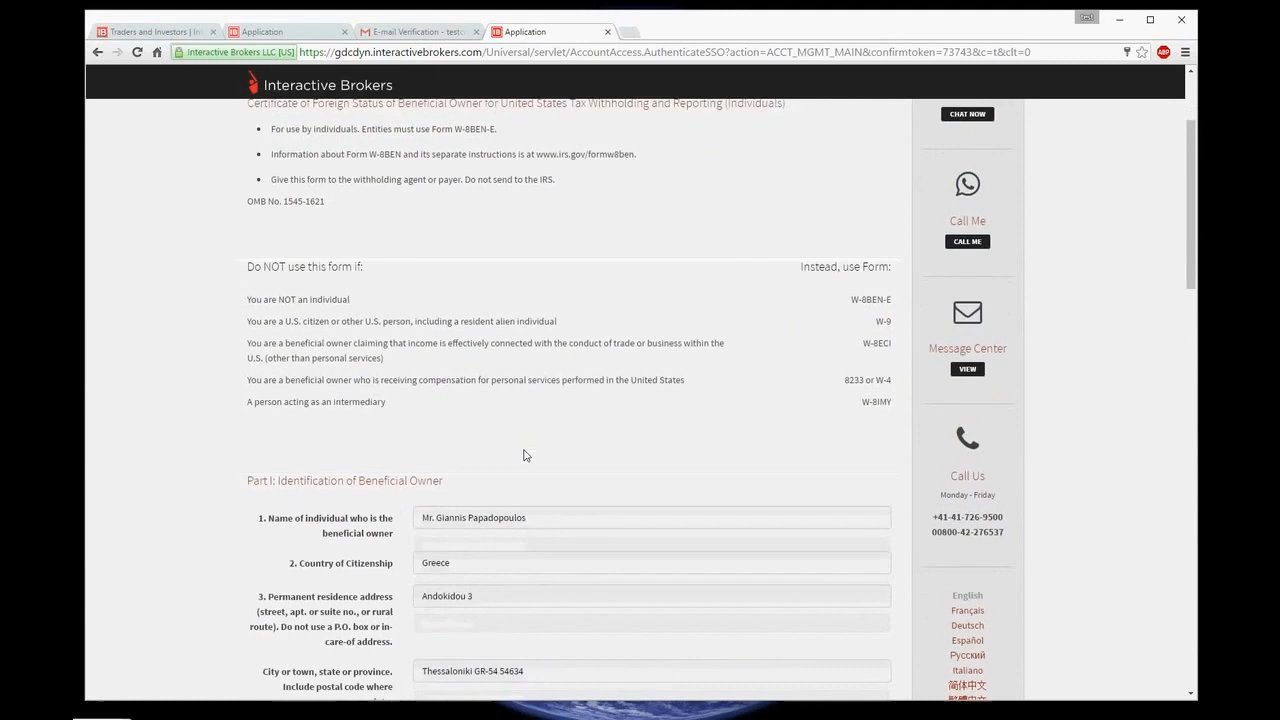 test
Traders and Investors | In
Application
E-mail Verification - testc
Application
Interactive Brokers LLC [US]
https://gdcdyn.interactivebrokers.com/Universal/servlet/AccountAccess.AuthenticateSSO?action=ACCT_MGMT_MAIN&confirmtoken=73743&c=t&clt=0
ABP
Interactive Brokers
Certificate of Foreign Status of Beneficial Owner for United States Tax Withholding and Reporting (Individuals)
For use by individuals. Entities must use Form W-8BEN-E.
Information about Form W-8BEN and its separate instructions is at www.irs.gov/formw8ben.
Give this form to the withholding agent or payer. Do not send to the IRS.
OMB No. 1545-1621
Do NOT use this form if:
Instead, use Form:
You are NOT an individual
W-8BEN-E
You are a U.S. citizen or other U.S. person, including a resident alien individual
W-9
You are a beneficial owner claiming that income is effectively connected with the conduct of trade or business within the
U.S. (other than personal services)
W-8ECI
You are a beneficial owner who is receiving compensation for personal services performed in the United States
8233 or W-4
A person acting as an intermediary
W-8IMY
Part I: Identification of Beneficial Owner
1. Name of individual who is the
beneficial owner
Mr. Giannis Papadopoulos
2. Country of Citizenship
Greece
3. Permanent residence address
(street, apt. or suite no., or rural
route). Do not use a P.O. box or in-
care-of address.
Andokidou 3
City or town, state or province.
Include postal code where
Thessaloniki GR-54 54634
CHAT NOW
Call Me
CALL ME
Message Center
VIEW
Call Us
Monday - Friday
+41-41-726-9500
00800-42-276537
English
Français
Deutsch
Español
Русский
Italiano
简体中文
繁體中文